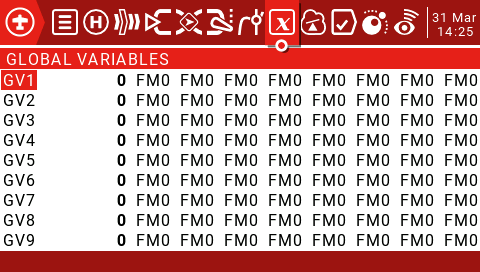 31 Mar
14:25
GLOBAL VARIABLES
GV1 0 FM0 FM0 FM0 FM0 FM0 FM0 FM0 FM0
GV2 0 FM0 FM0 FM0 FM0 FM0 FM0 FM0 FM0
GV3 0 FM0 FM0 FM0 FM0 FM0 FM0 FM0 FM0
GV4 0 FM0 FM0 FM0 FM0 FM0 FM0 FM0 FM0
GV5 0 FM0 FM0 FM0 FM0 FM0 FM0 FM0 FM0
GV6 0 FM0 FM0 FM0 FM0 FM0 FM0 FM0 FM0
GV7 0 FM0 FM0 FM0 FM0 FM0 FM0 FM0 FM0
GV8 0 FM0 FM0 FM0 FM0 FM0 FM0 FM0 FM0
GV9 0 FM0 FM0 FM0 FM0 FM0 FM0 FM0 FM0